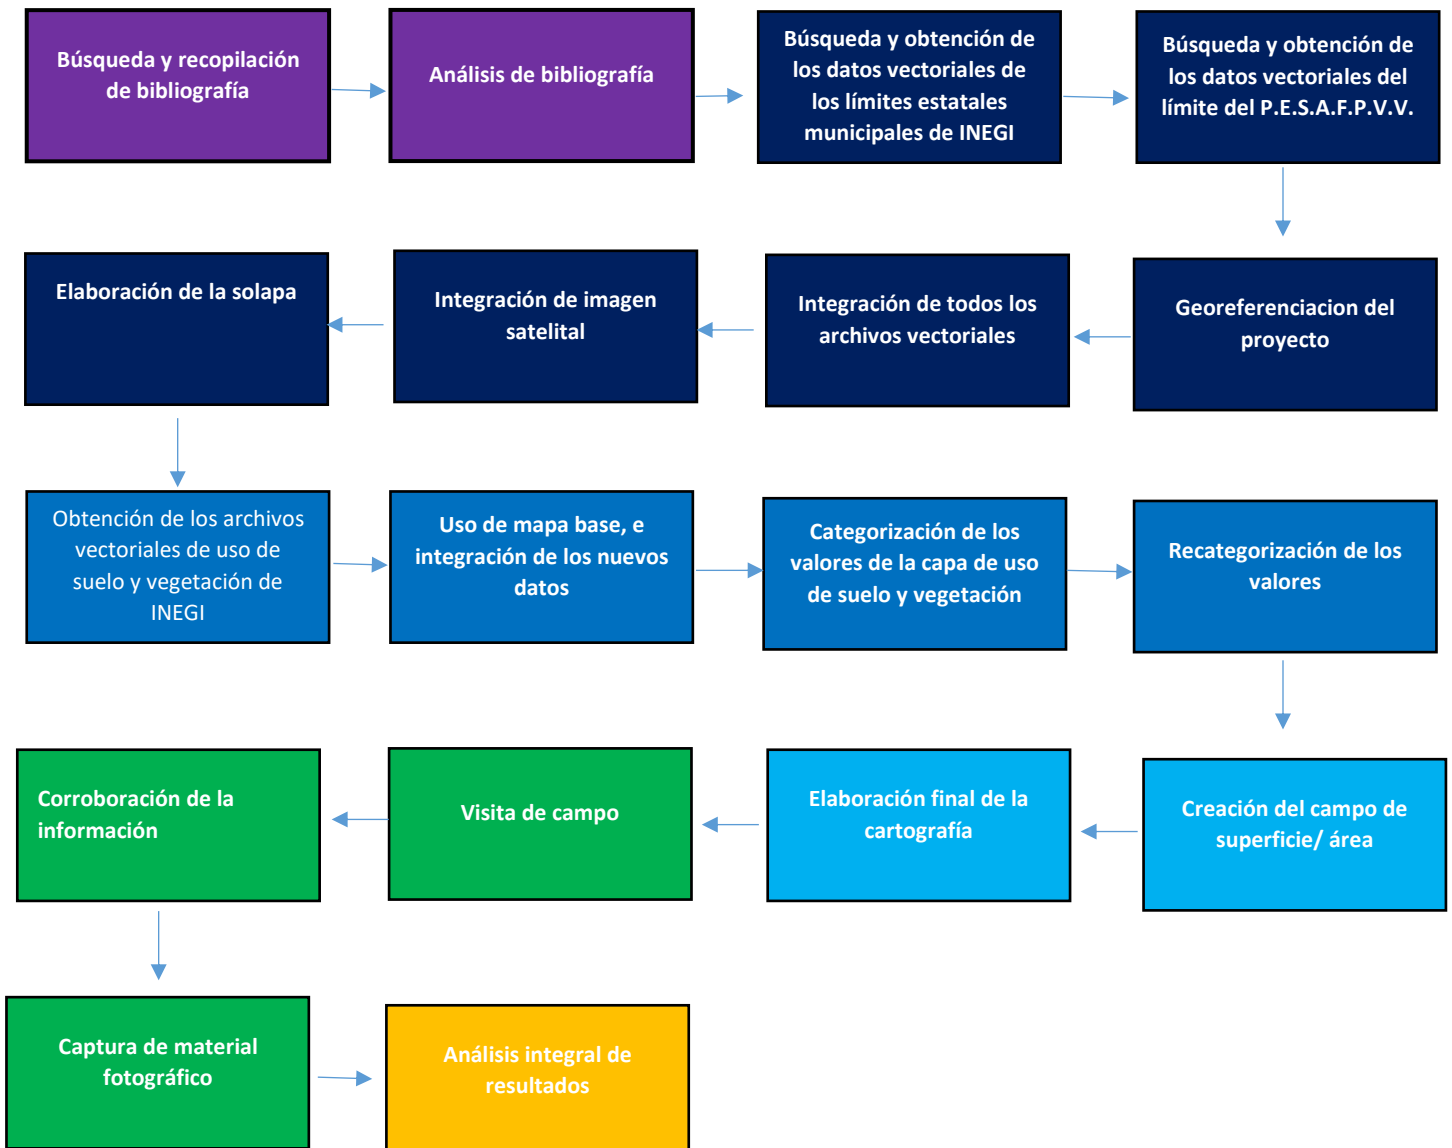 Búsqueda y recopilación
de bibliografía
Análisis de bibliografía
Búsqueda y obtención de
los datos vectoriales de
los límites estatales
municipales de INEGI
Búsqueda y obtención de
los datos vectoriales del
límite del P.E.S.A.F.P.V.V.
Georeferenciacion del
proyecto
Integración de todos los
archivos vectoriales
Integración de imagen
satelital
Elaboración de la solapa
Obtención de los archivos
vectoriales de uso de
suelo y vegetación de
INEGI
Uso de mapa base, e
integración de los nuevos
datos
Categorización de los
valores de la capa de uso
de suelo y vegetación
Recategorización de los
valores
Creación del campo de
superficie/ área
Elaboración final de la
cartografía
Visita de campo
Corroboración de la
información
Captura de material
fotográfico
Análisis integral de
resultados